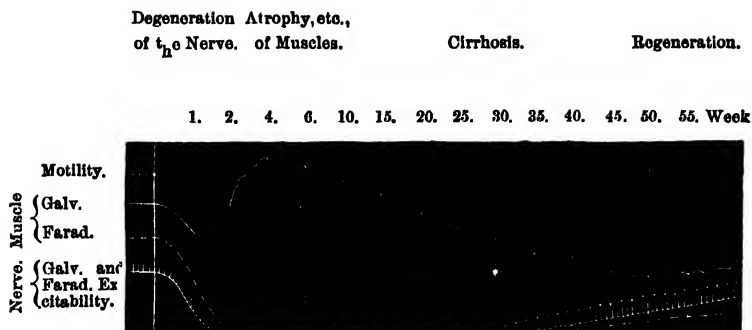 Degeneration Atrophy, etc.,
of the Nerve. of Muscles. Cirrhosis. Regeneration.
1. 2. 4. 6. 10. 15. 20. 25. 30. 35. 40. 45. 50. 55. Week
Motility.
Muscle
Galv.
Farad.
Nerve.
Galv. and
Farad. Ex
citability.